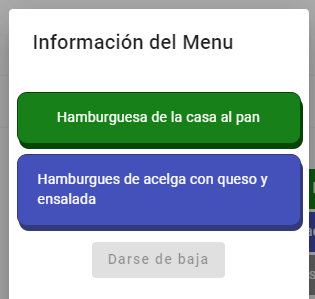 Información del Menu
Hamburguesa de la casa al pan
Hamburgues de acelga con queso y
ensalada
Darse de baja